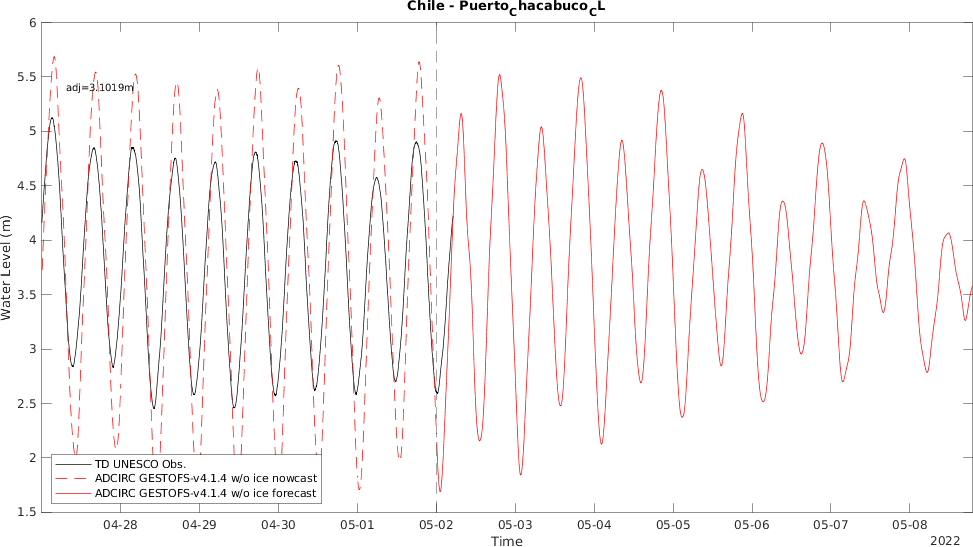 Chile - Puerto_Chacabuco_CL
6
5.5
5
4.5
4
3.5
3
2.5
2
1.5
Water Level (m)
adj=3.1019m
TD UNESCO Obs.
ADCIRC GESTOFS-v4.1.4 w/o ice nowcast
ADCIRC GESTOFS-v4.1.4 w/o ice forecast
04-28 04-29 04-30 05-01 05-02 05-03 05-04 05-05 05-06 05-07 05-08
Time
2022